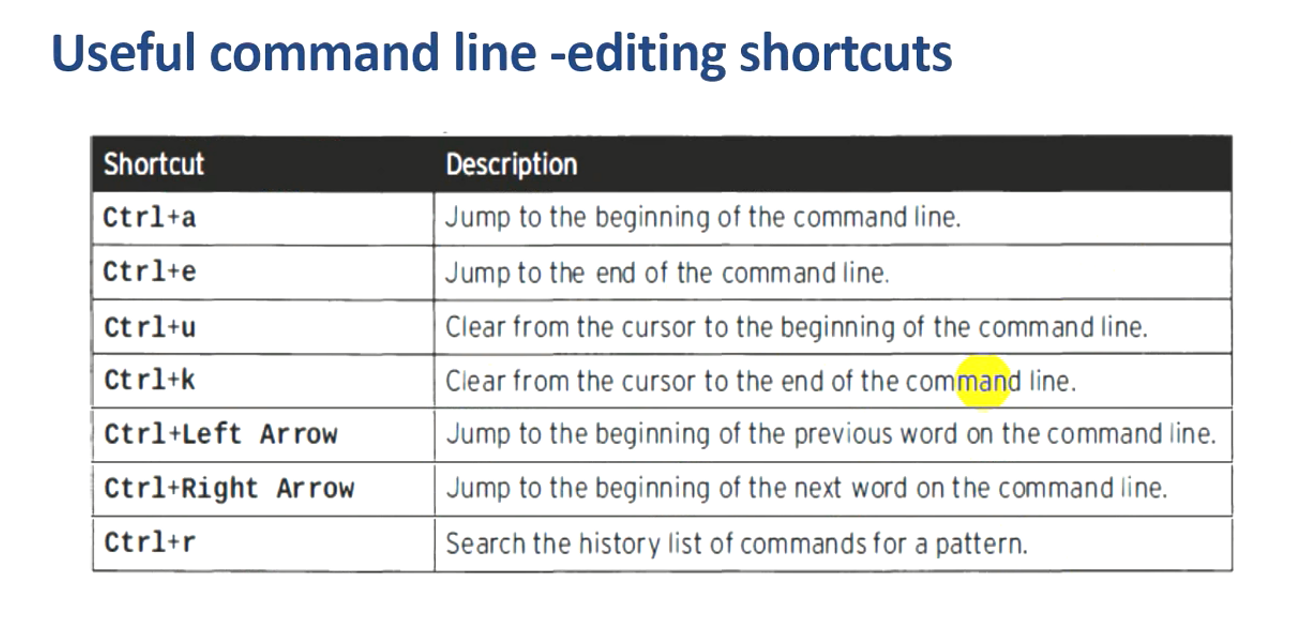 Useful command line -editing shortcuts
Shortcut Description
Ctrl+a Jump to the beginning of the command line.
Ctrl+e Jump to the end of the command line.
Ctrl+u Clear from the cursor to the beginning of the command line.
Ctrl+k Clear from the cursor to the end of the command line.
Ctrl+Left Arrow Jump to the beginning of the previous word on the command line.
Ctrl+Right Arrow Jump to the beginning of the next word on the command line.
Ctrl+r Search the history list of commands for a pattern.